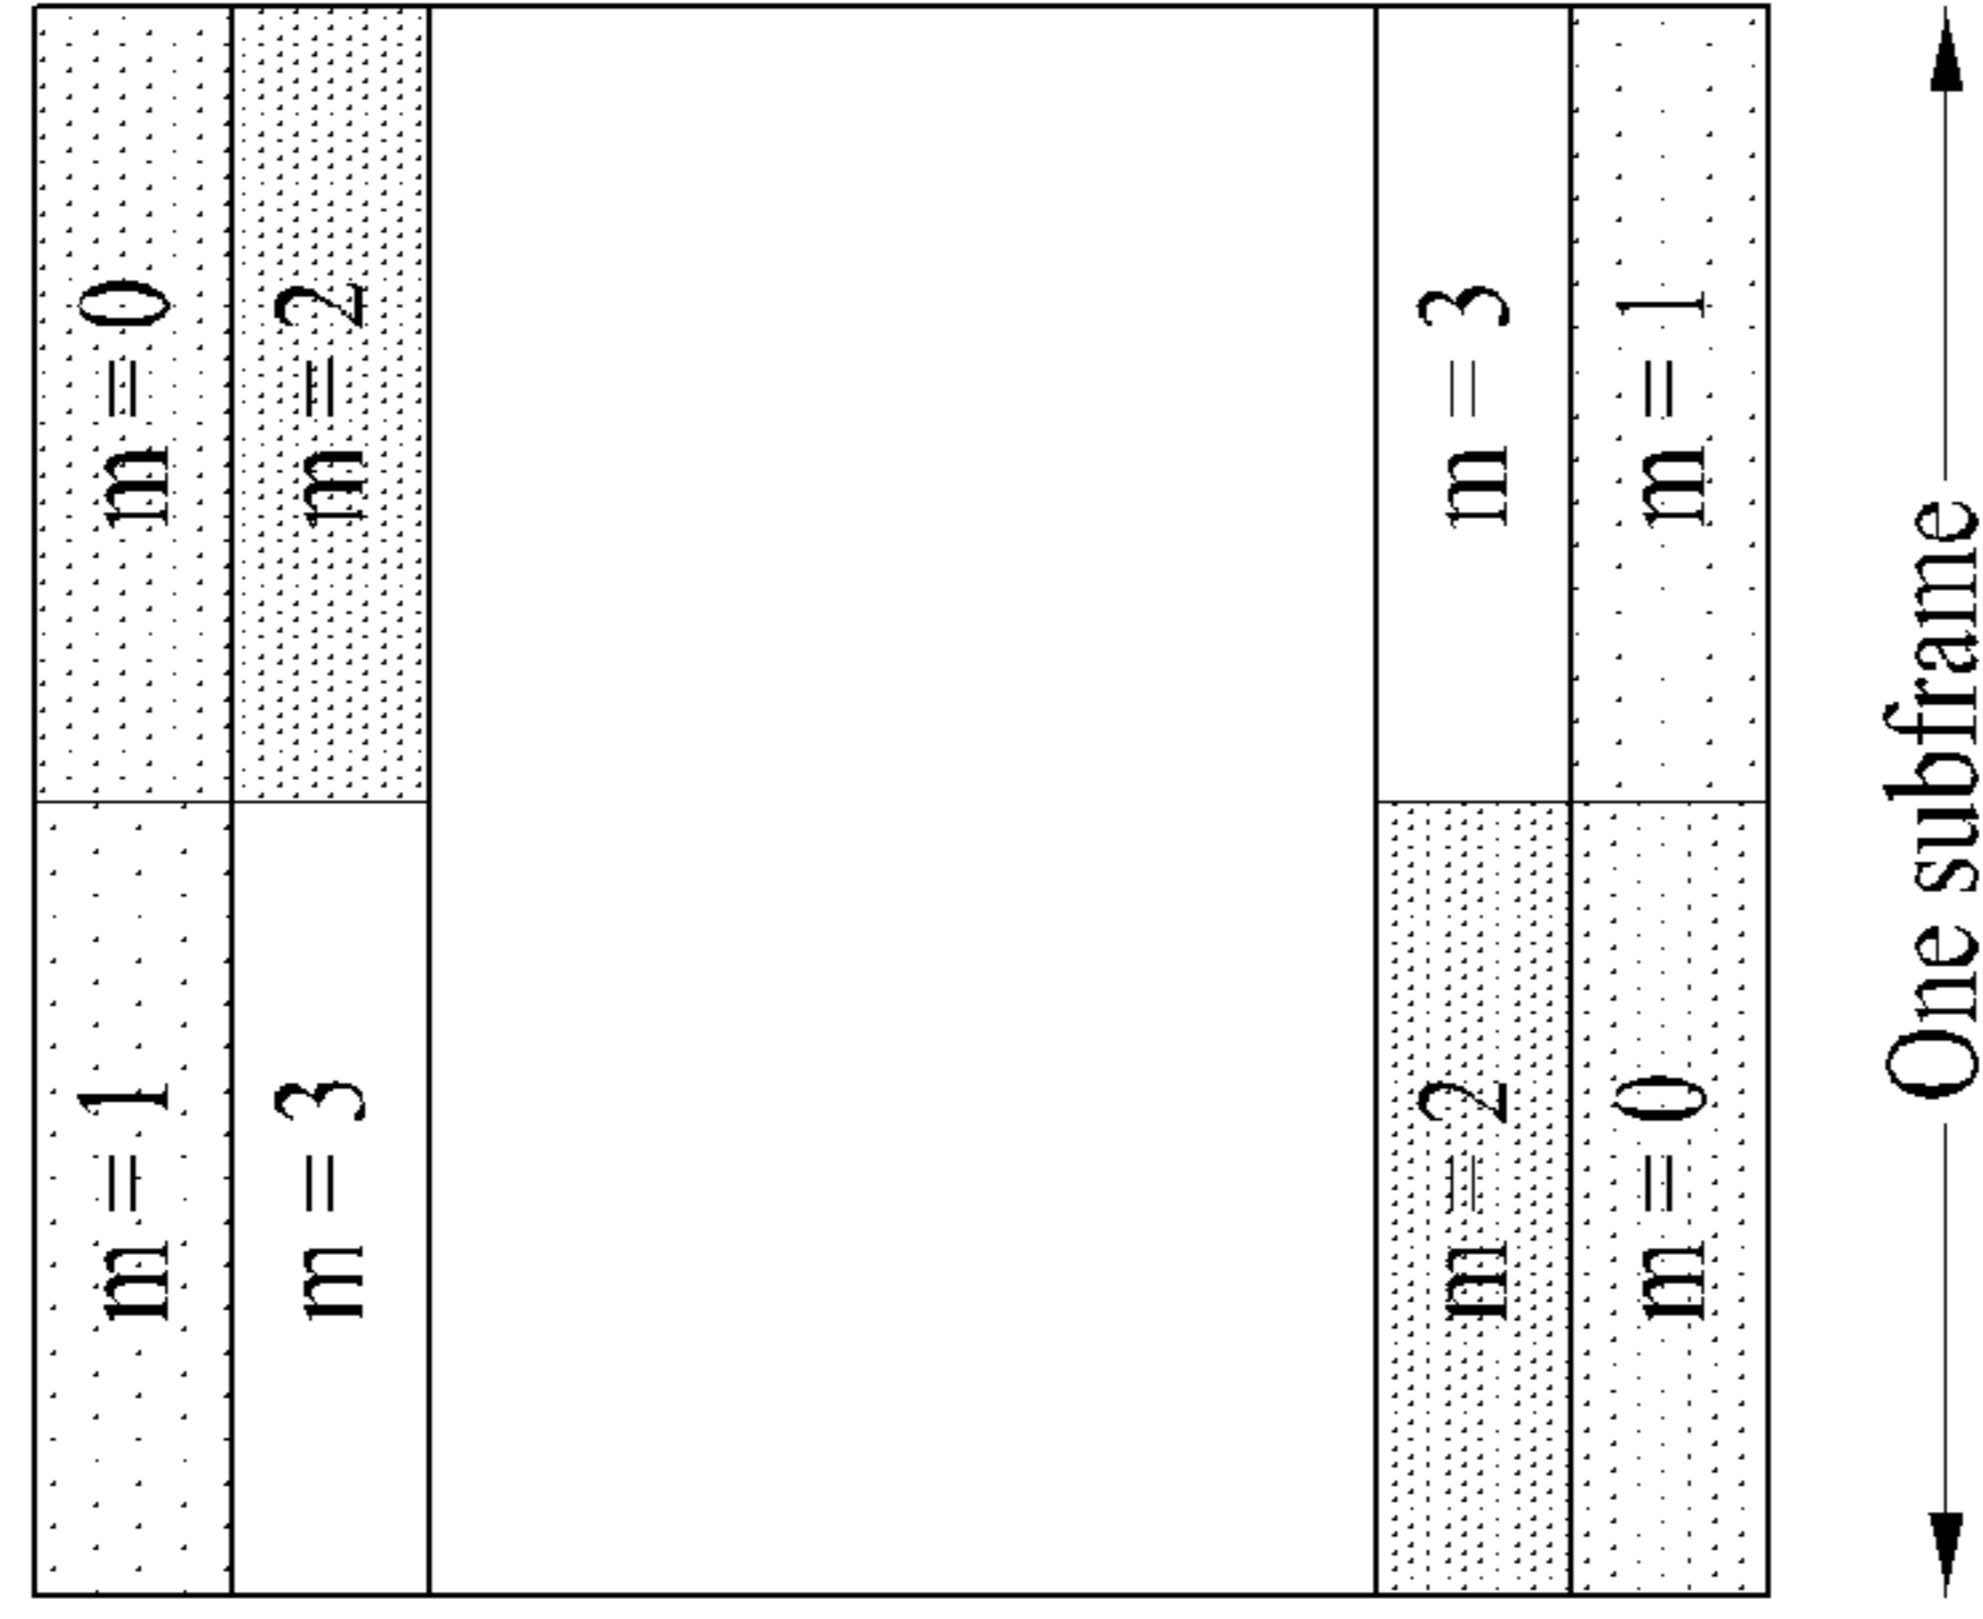 m = 1 m = 0
m = 3 m = 2
m = 2 m = 3
m = 0 m = 1
One subframe